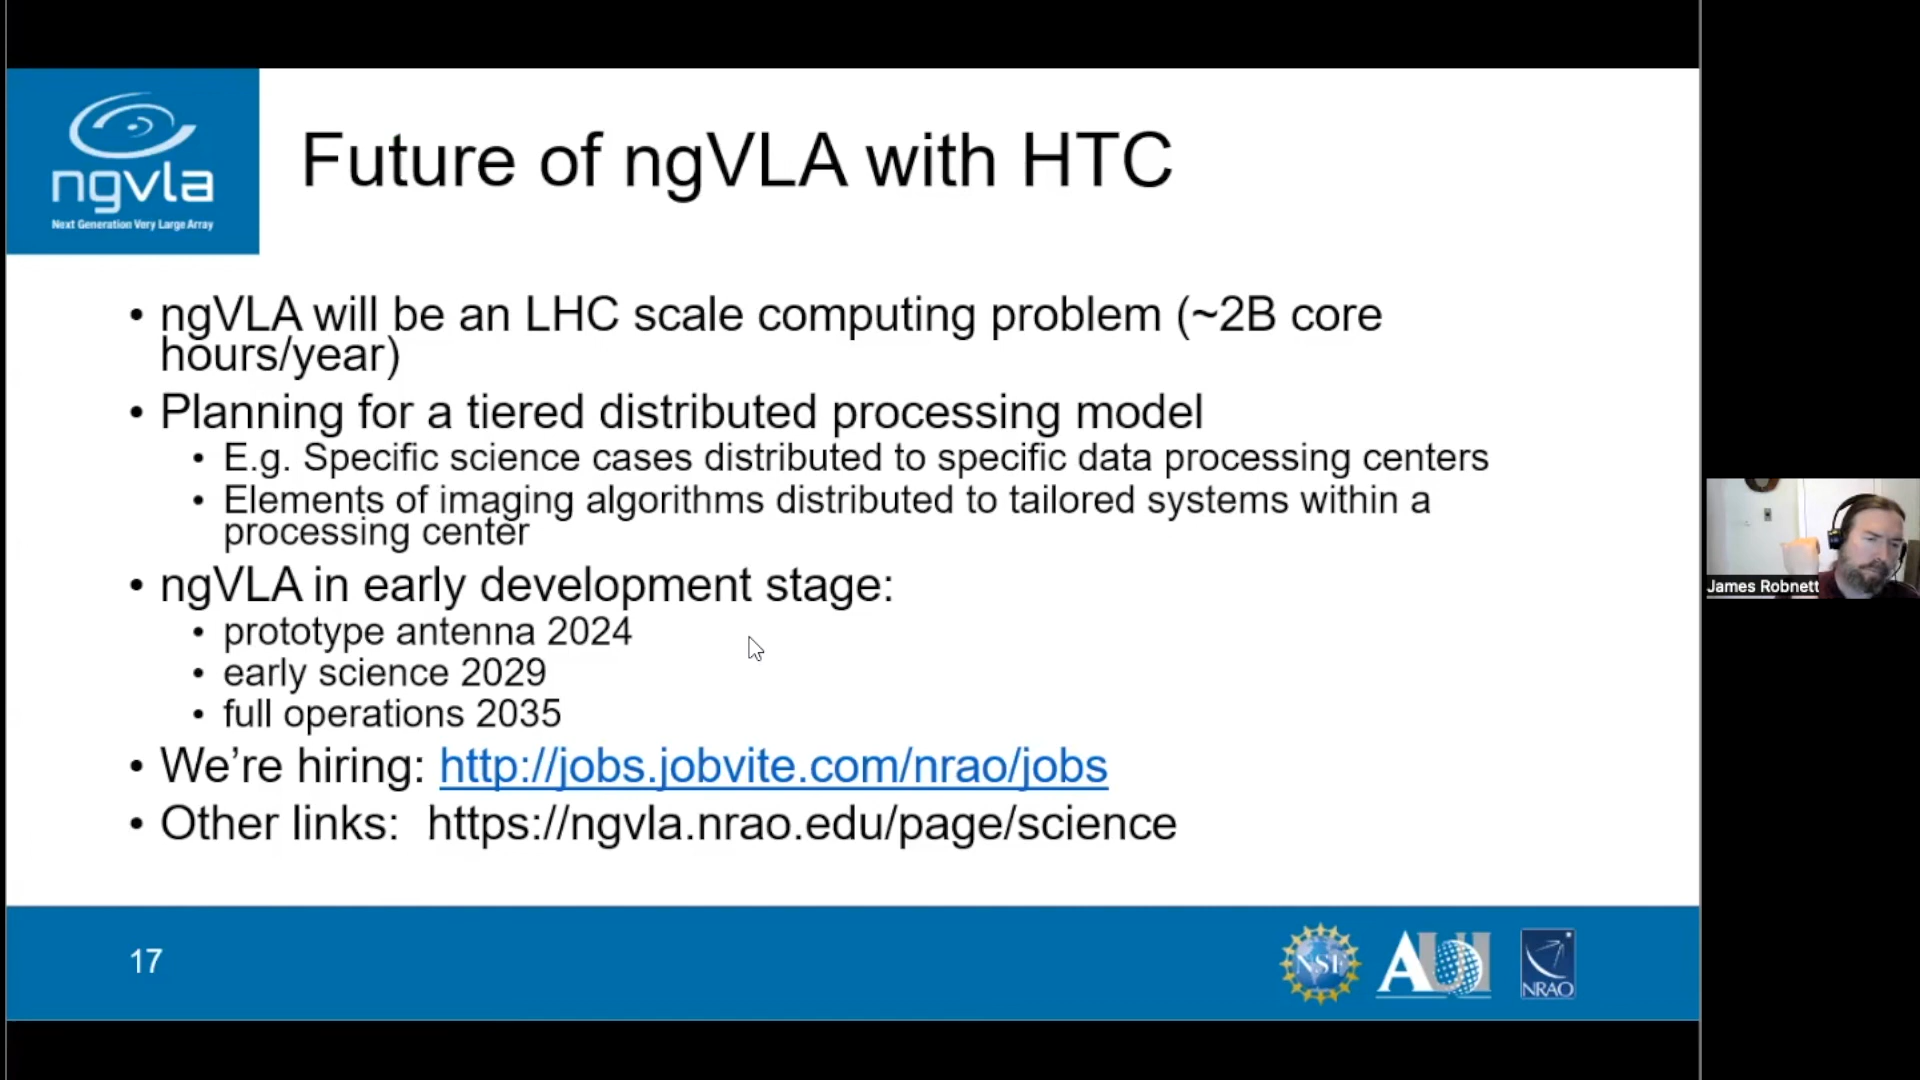 ngvla
Next Generation Very Large Array
Future of ngVLA with HTC
• ngVLA will be an LHC scale computing problem (~2B core
hours/year)
• Planning for a tiered distributed processing model
• E.g. Specific science cases distributed to specific data processing centers
• Elements of imaging algorithms distributed to tailored systems within a
processing center
• ngVLA in early development stage:
• prototype antenna 2024
• early science 2029
• full operations 2035
• We're hiring: http://jobs.jobvite.com/nrao/jobs
• Other links: https://ngvla.nrao.edu/page/science
James Robnett
17
NSF
AUI
NRAO